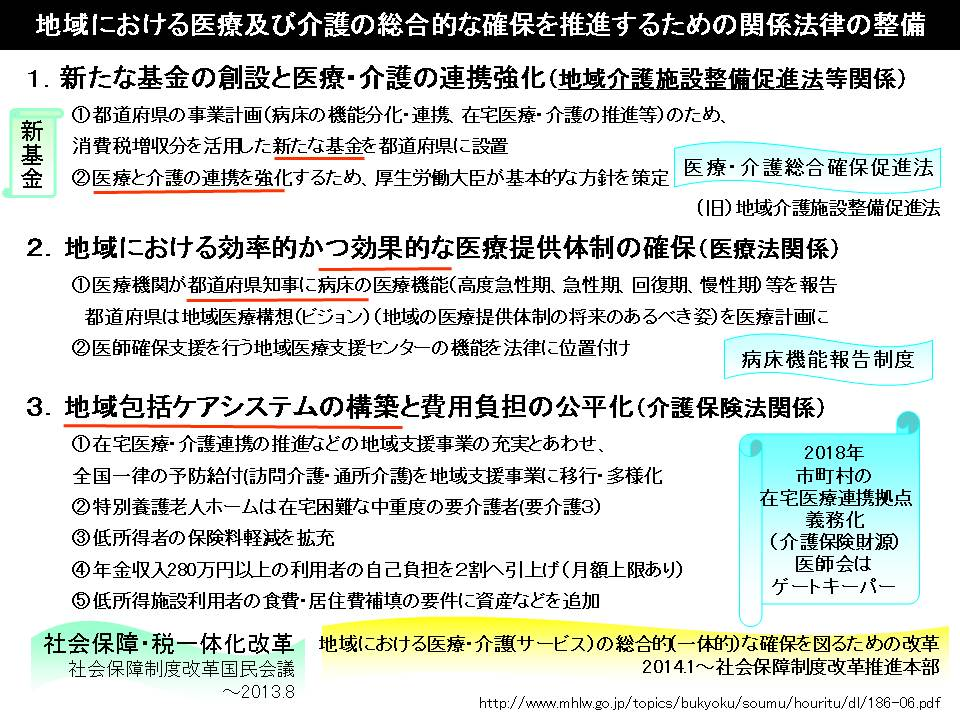 地域における医療及び介護の総合的な確保を推進するための関係法律の整備
１．新たな基金の創設と医療・介護の連携強化（地域介護施設整備促進法等関係）
新基金
①都道府県の事業計画（病床の機能分化・連携、在宅医療・介護の推進等）のため、
消費税増収分を活用した新たな基金を都道府県に設置
②医療と介護の連携を強化するため、厚生労働大臣が基本的な方針を策定
医療・介護総合確保促進法
（旧）地域介護施設整備促進法
２．地域における効率的かつ効果的な医療提供体制の確保（医療法関係）
①医療機関が都道府県知事に病床の医療機能（高度急性期、急性期、回復期、慢性期）等を報告
都道府県は地域医療構想（ビジョン）（地域の医療提供体制の将来のあるべき姿）を医療計画に
②医師確保支援を行う地域医療支援センターの機能を法律に位置付け
病床機能報告制度
３．地域包括ケアシステムの構築と費用負担の公平化（介護保険法関係）
①在宅医療・介護連携の推進などの地域支援事業の充実とあわせ、
全国一律の予防給付(訪問介護・通所介護)を地域支援事業に移行・多様化
②特別養護老人ホームは在宅困難な中重度の要介護者(要介護３)
③低所得者の保険料軽減を拡充
④年金収入280万円以上の利用者の自己負担を２割へ引上げ（月額上限あり）
⑤低所得施設利用者の食費・居住費補填の要件に資産などを追加
2018年
市町村の
在宅医療連携拠点
義務化
（介護保険財源）
医師会は
ゲートキーパー
社会保障・税一体化改革
社会保障制度改革国民会議
～2013.8
地域における医療・介護(サービス）の総合的(一体的)な確保を図るための改革
2014.1～社会保障制度改革推進本部
http://www.mhlw.go.jp/topics/bukyoku/soumu/houritu/dl/186-06.pdf